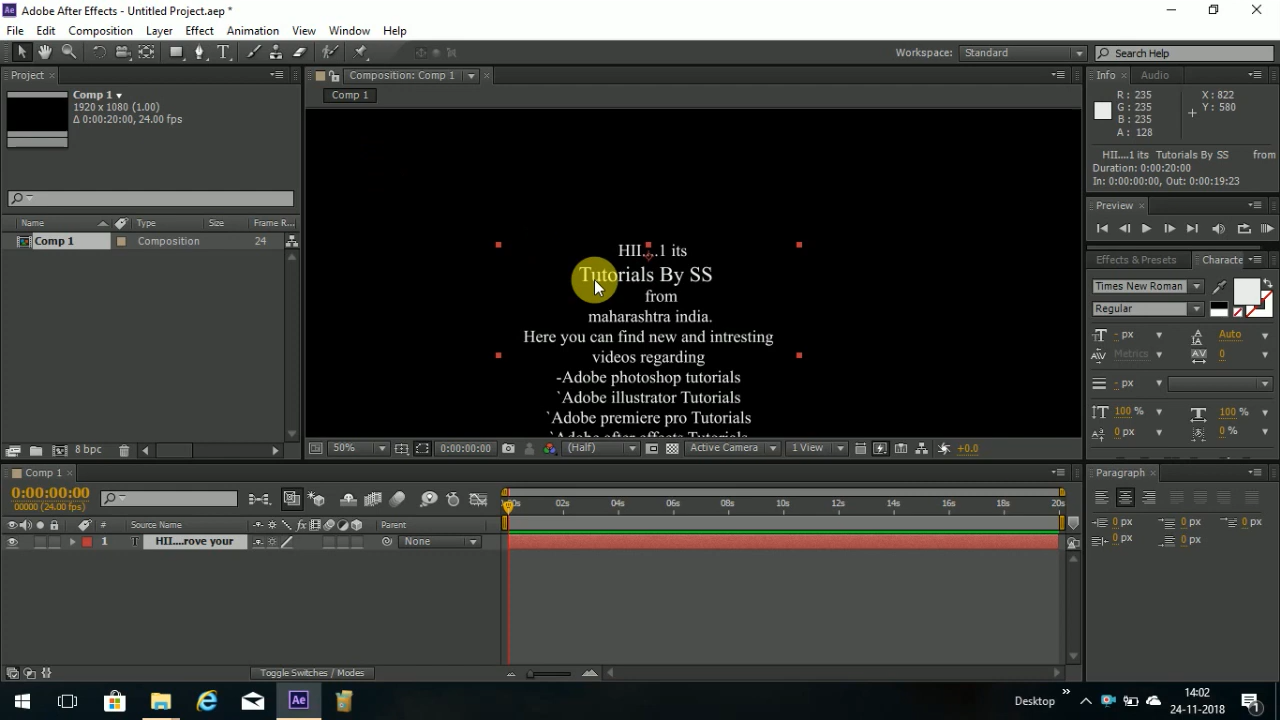 Adobe After Effects - Untitled Project.aep *
File Edit Composition Layer Effect Animation View Window Help
Workspace: Standard Search Help
Project
Comp 1
1920 x 1080 (1.00)
Δ 0:00:20:00, 24.00 fps
Name Type Size Frame R...
Comp 1 Composition 24
8 bpc
Composition: Comp 1
Comp 1
HII....1 its
Tutorials By SS
from
maharashtra india.
Here you can find new and intresting
videos regarding
-Adobe photoshop tutorials
`Adobe illustrator Tutorials
`Adobe premiere pro Tutorials
`Adobe after effects Tutorials
50% 0:00:00:00 (Half) Active Camera 1 View +0.0
Info Audio
R : 235 X : 822
G : 235 Y : 580
B : 235
A : 128
HII....1 its Tutorials By SS from
Duration: 0:00:20:00
In: 0:00:00:00, Out: 0:00:19:23
Preview
Effects & Presets Characte
Times New Roman
Regular
- px Auto
Metrics 0
- px
100 % 100 %
0 px 0 %
Paragraph
0 px 0 px 0 px
0 px 0 px
Comp 1
0:00:00:00
00000 (24.00 fps)
02s 04s 06s 08s 10s 12s 14s 16s 18s 20s
# Source Name Parent
1 T HII....rove your None
Toggle Switches / Modes
Desktop
14:02
24-11-2018